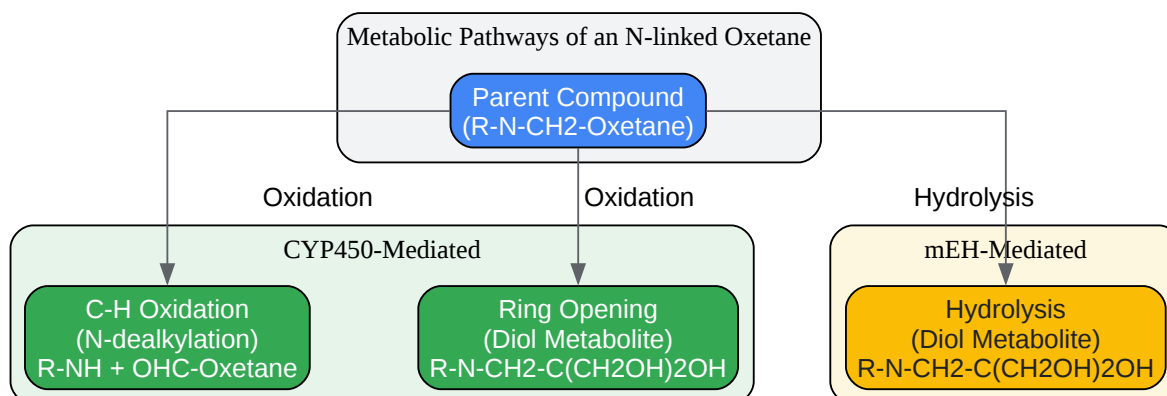 Metabolic Pathways of an N-linked Oxetane
Parent Compound
(R-N-CH2-Oxetane)
Oxidation
Oxidation
Hydrolysis
CYP450-Mediated
mEH-Mediated
C-H Oxidation
(N-dealkylation)
R-NH + OHC-Oxetane
Ring Opening
(Diol Metabolite)
R-N-CH2-C(CH2OH)2OH
Hydrolysis
(Diol Metabolite)
R-N-CH2-C(CH2OH)2OH